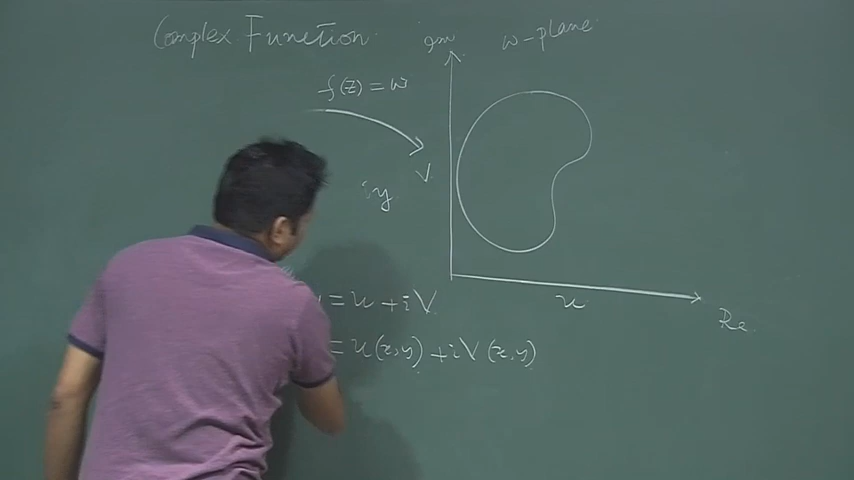 Complex Function
Im w-plane
f(z) = w
V
iy
= u + iV
u
Re.
= u(x,y) + iV(x,y)